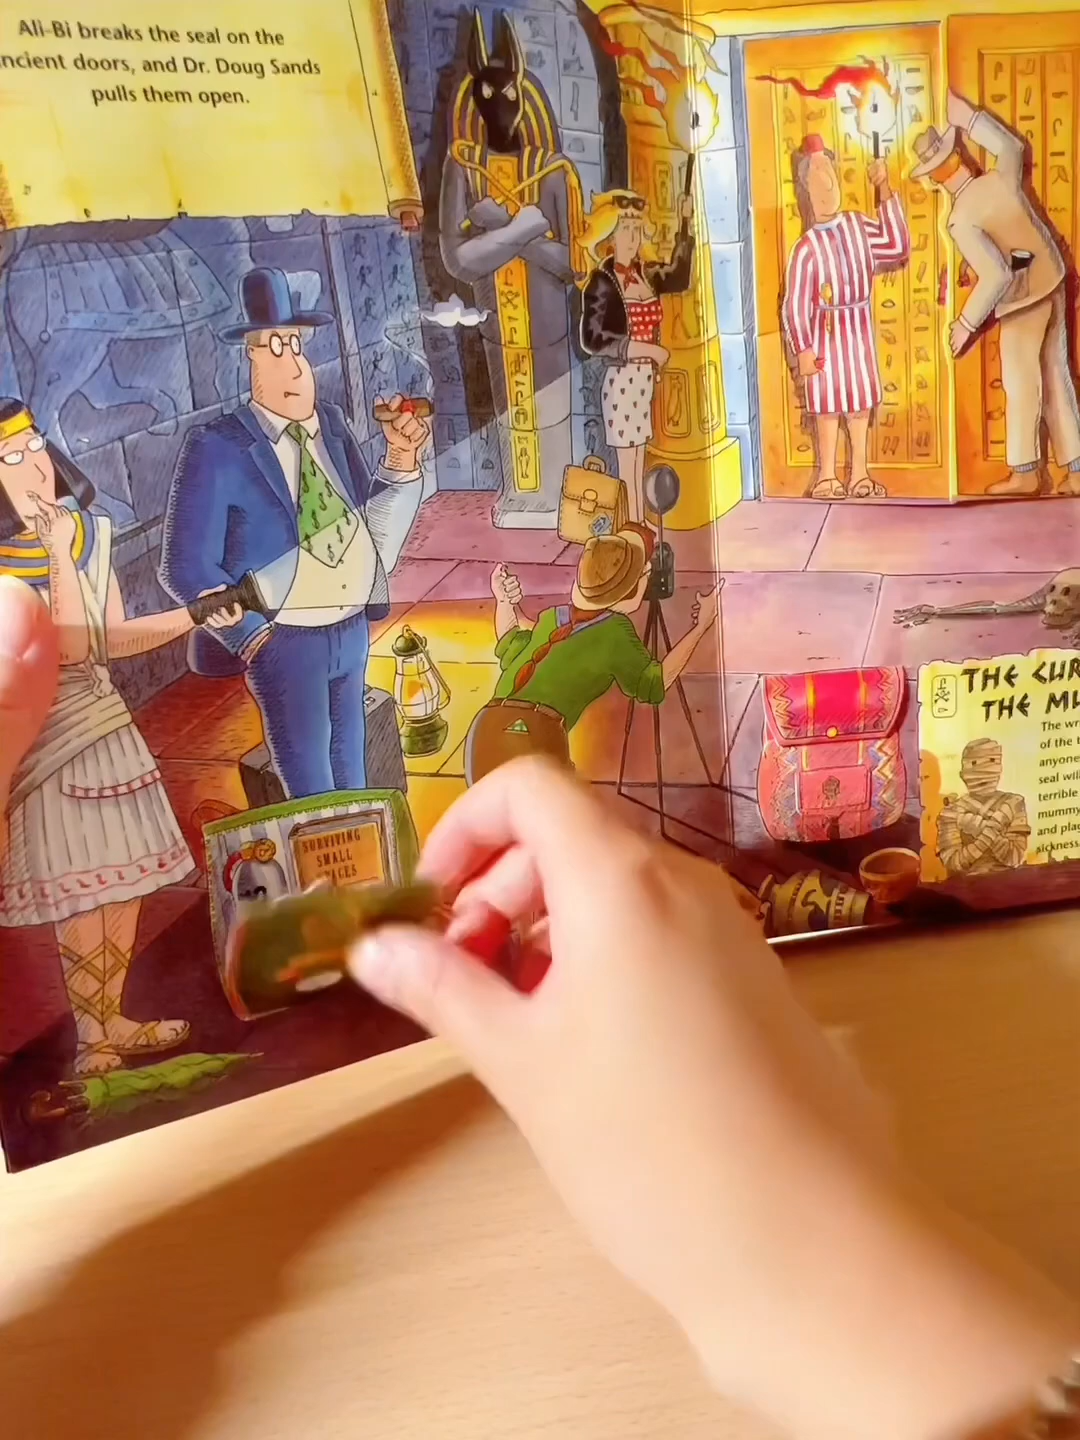 Ali-Bi breaks the seal on the
ncient doors, and Dr. Doug Sands
pulls them open.
SURVIVING
SMALL
THE CUR
THE MU
The wr
of the t
anyone
seal will
terrible
mummy
and plag
sickness